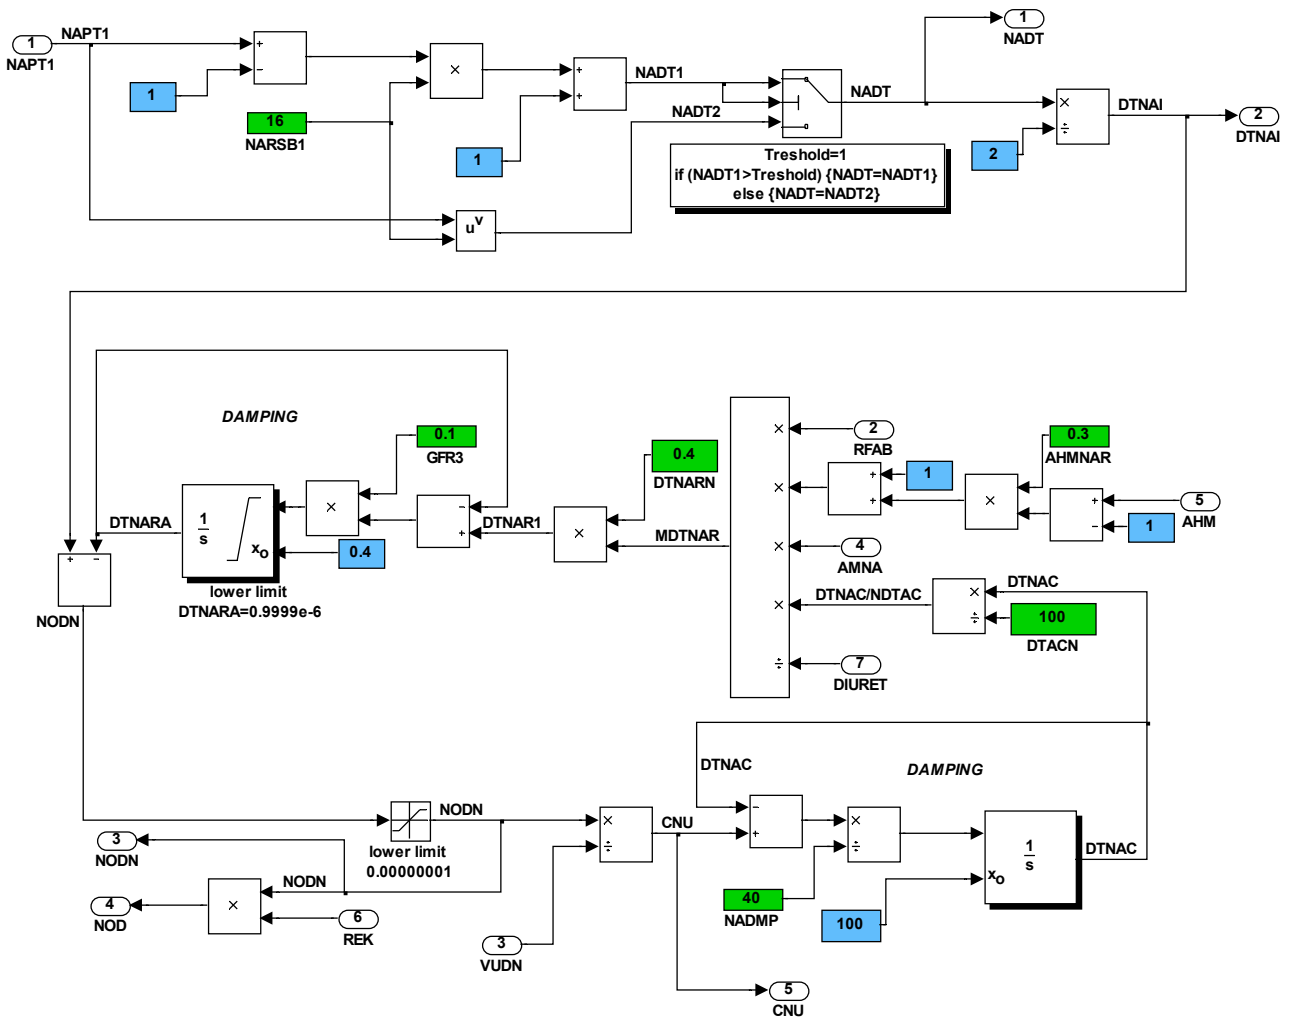 1
NADT
NAPT1
1
NAPT1
+
−
×
1
+
+
NADT1
NADT
16
NARSB1
NADT2
1
×
÷
DTNAI
2
DTNAI
2
Treshold=1
if (NADT1>Treshold) {NADT=NADT1}
else {NADT=NADT2}
u^v
DAMPING
0.1
GFR3
0.4
DTNARN
×
2
RFAB
0.3
AHMNAR
×
+
+
1
×
+
−
5
AHM
1
DTNARA
1
s
xo
×
−
+
DTNAR1
×
MDTNAR
0.4
×
4
AMNA
+
−
NODN
lower limit
DTNARA=0.9999e-6
×
DTNAC/NDTAC
×
÷
DTNAC
100
DTACN
÷
7
DIURET
DTNAC
DAMPING
NODN
lower limit
0.00000001
×
÷
CNU
−
+
×
÷
1
s
xo
DTNAC
3
NODN
NODN
4
NOD
×
6
REK
40
NADMP
100
3
VUDN
5
CNU